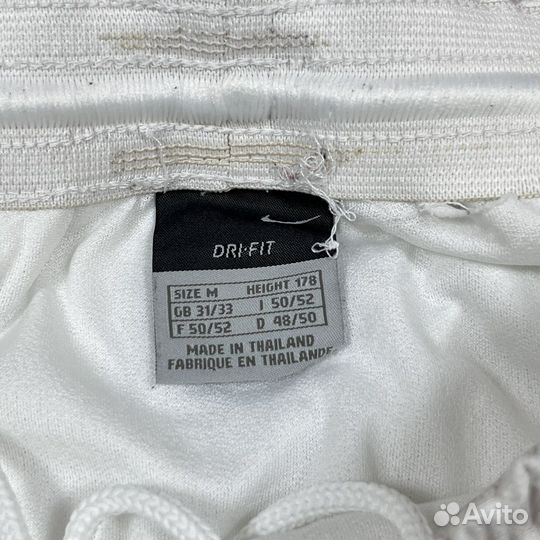 DRI-FIT
SIZE M HEIGHT 178
GB 31/33 I 50/52
F 50/52 D 48/50
MADE IN THAILAND
FABRIQUE EN THAILANDE
Avito